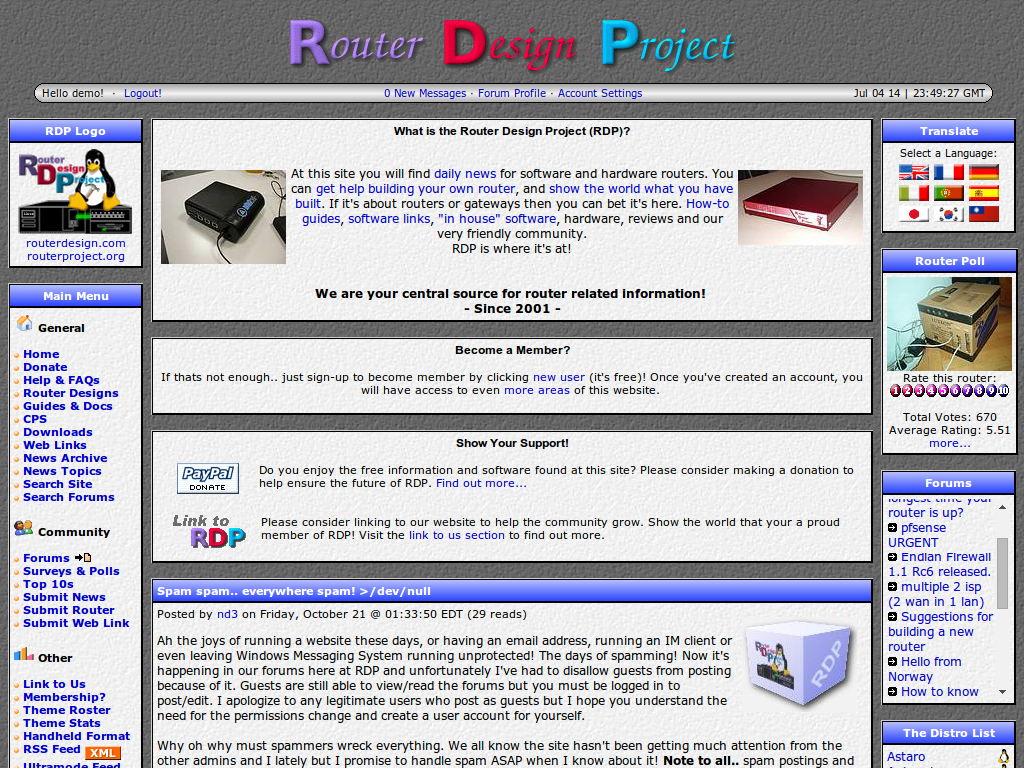 Router Design Project
Hello demo! · Logout!
0 New Messages · Forum Profile · Account Settings
Jul 04 14 | 23:49:27 GMT
RDP Logo
Router
Design
Project
routerdesign.com
routerproject.org
Main Menu
General
Home
Donate
Help & FAQs
Router Designs
Guides & Docs
CPS
Downloads
Web Links
News Archive
News Topics
Search Site
Search Forums
Community
Forums
Surveys & Polls
Top 10s
Submit News
Submit Router
Submit Web Link
Other
Link to Us
Membership?
Theme Roster
Theme Stats
Handheld Format
RSS Feed XML
Ultramode Feed
What is the Router Design Project (RDP)?
At this site you will find daily news for software and hardware routers. You
can get help building your own router, and show the world what you have
built. If it's about routers or gateways then you can bet it's here. How-to
guides, software links, "in house" software, hardware, reviews and our
very friendly community.
RDP is where it's at!
We are your central source for router related information!
- Since 2001 -
Become a Member?
If thats not enough.. just sign-up to become member by clicking new user (it's free)! Once you've created an account, you
will have access to even more areas of this website.
Show Your Support!
PayPal
DONATE
Do you enjoy the free information and software found at this site? Please consider making a donation to
help ensure the future of RDP. Find out more...
Link to
RDP
Please consider linking to our website to help the community grow. Show the world that your a proud
member of RDP! Visit the link to us section to find out more.
Spam spam.. everywhere spam! >/dev/null
Posted by nd3 on Friday, October 21 @ 01:33:50 EDT (29 reads)
Ah the joys of running a website these days, or having an email address, running an IM client or
even leaving Windows Messaging System running unprotected! The days of spamming! Now it's
happening in our forums here at RDP and unfortunately I've had to disallow guests from posting
because of it. Guests are still able to view/read the forums but you must be logged in to
post/edit. I apologize to any legitimate users who post as guests but I hope you understand the
need for the permissions change and create a user account for yourself.
RDP
Why oh why must spammers wreck everything. We all know the site hasn't been getting much attention from the
other admins and I lately but I promise to handle spam ASAP when I know about it! Note to all.. spam postings and
Translate
Select a Language:
Router Poll
Rate this router:
1 2 3 4 5 6 7 8 9 10
Total Votes: 670
Average Rating: 5.51
more...
Forums
longest time your
router is up?
pfsense
URGENT
Endian Firewall
1.1 Rc6 released.
multiple 2 isp
(2 wan in 1 lan)
Suggestions for
building a new
router
Hello from
Norway
How to know
The Distro List
Astaro